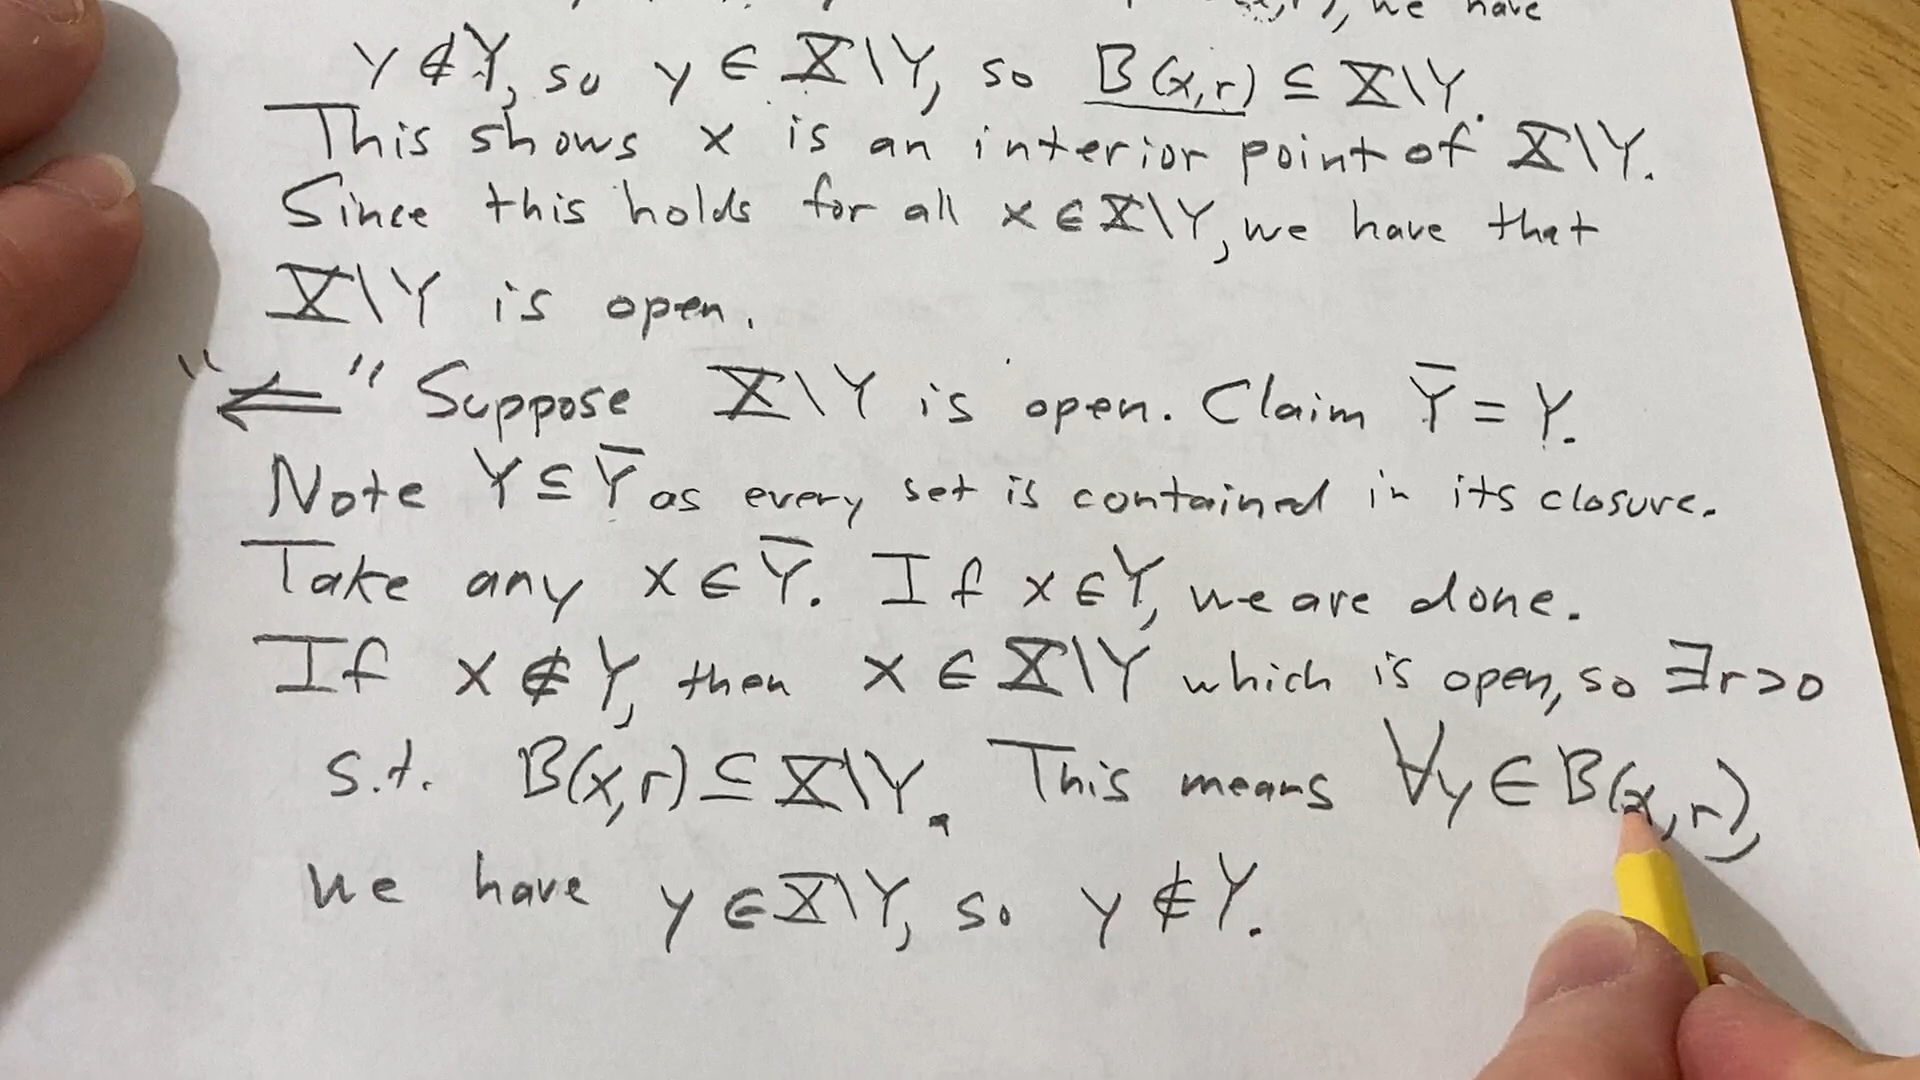 we have
y ∉ Y, so y ∈ X\Y, so B(x,r) ⊆ X\Y.
This shows x is an interior point of X\Y.
Since this holds for all x ∈ X\Y, we have that
X\Y is open.
"⇐" Suppose X\Y is open. Claim Ȳ = Y.
Note Y ⊆ Ȳ as every set is contained in its closure.
Take any x ∈ Ȳ. If x ∈ Y, we are done.
If x ∉ Y, then x ∈ X\Y which is open, so ∃r>0
s.t. B(x,r) ⊆ X\Y. This means ∀y ∈ B(x,r),
we have y ∈ X\Y, so y ∉ Y.